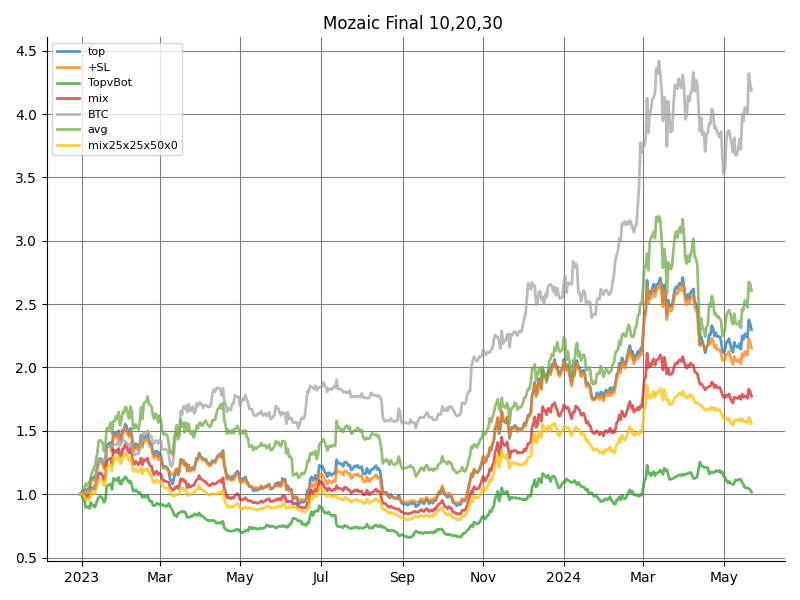 Mozaic Final 10,20,30
top
+SL
TopvBot
mix
BTC
avg
mix25x25x50x0
4.5
4.0
3.5
3.0
2.5
2.0
1.5
1.0
0.5
2023
Mar
May
Jul
Sep
Nov
2024
Mar
May